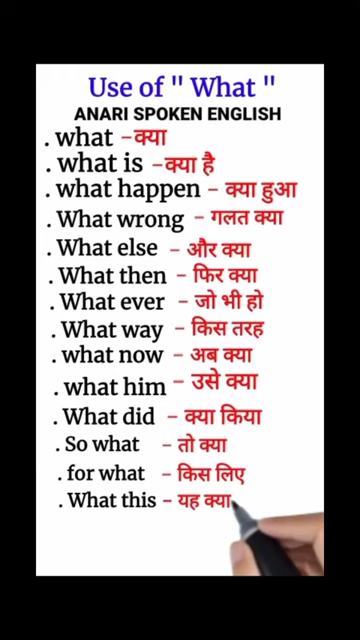 Use of " What "
ANARI SPOKEN ENGLISH
. what -क्या
. what is -क्या है
. what happen - क्या हुआ
. What wrong - गलत क्या
. What else - और क्या
. What then - फिर क्या
. What ever - जो भी हो
. What way - किस तरह
. what now - अब क्या
. what him - उसे क्या
. What did - क्या किया
. So what - तो क्या
. for what - किस लिए
. What this - यह क्या